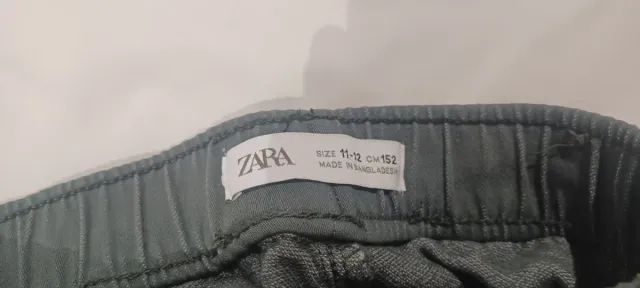 ZARA
SIZE 11-12 CM 152
MADE IN BANGLADESH